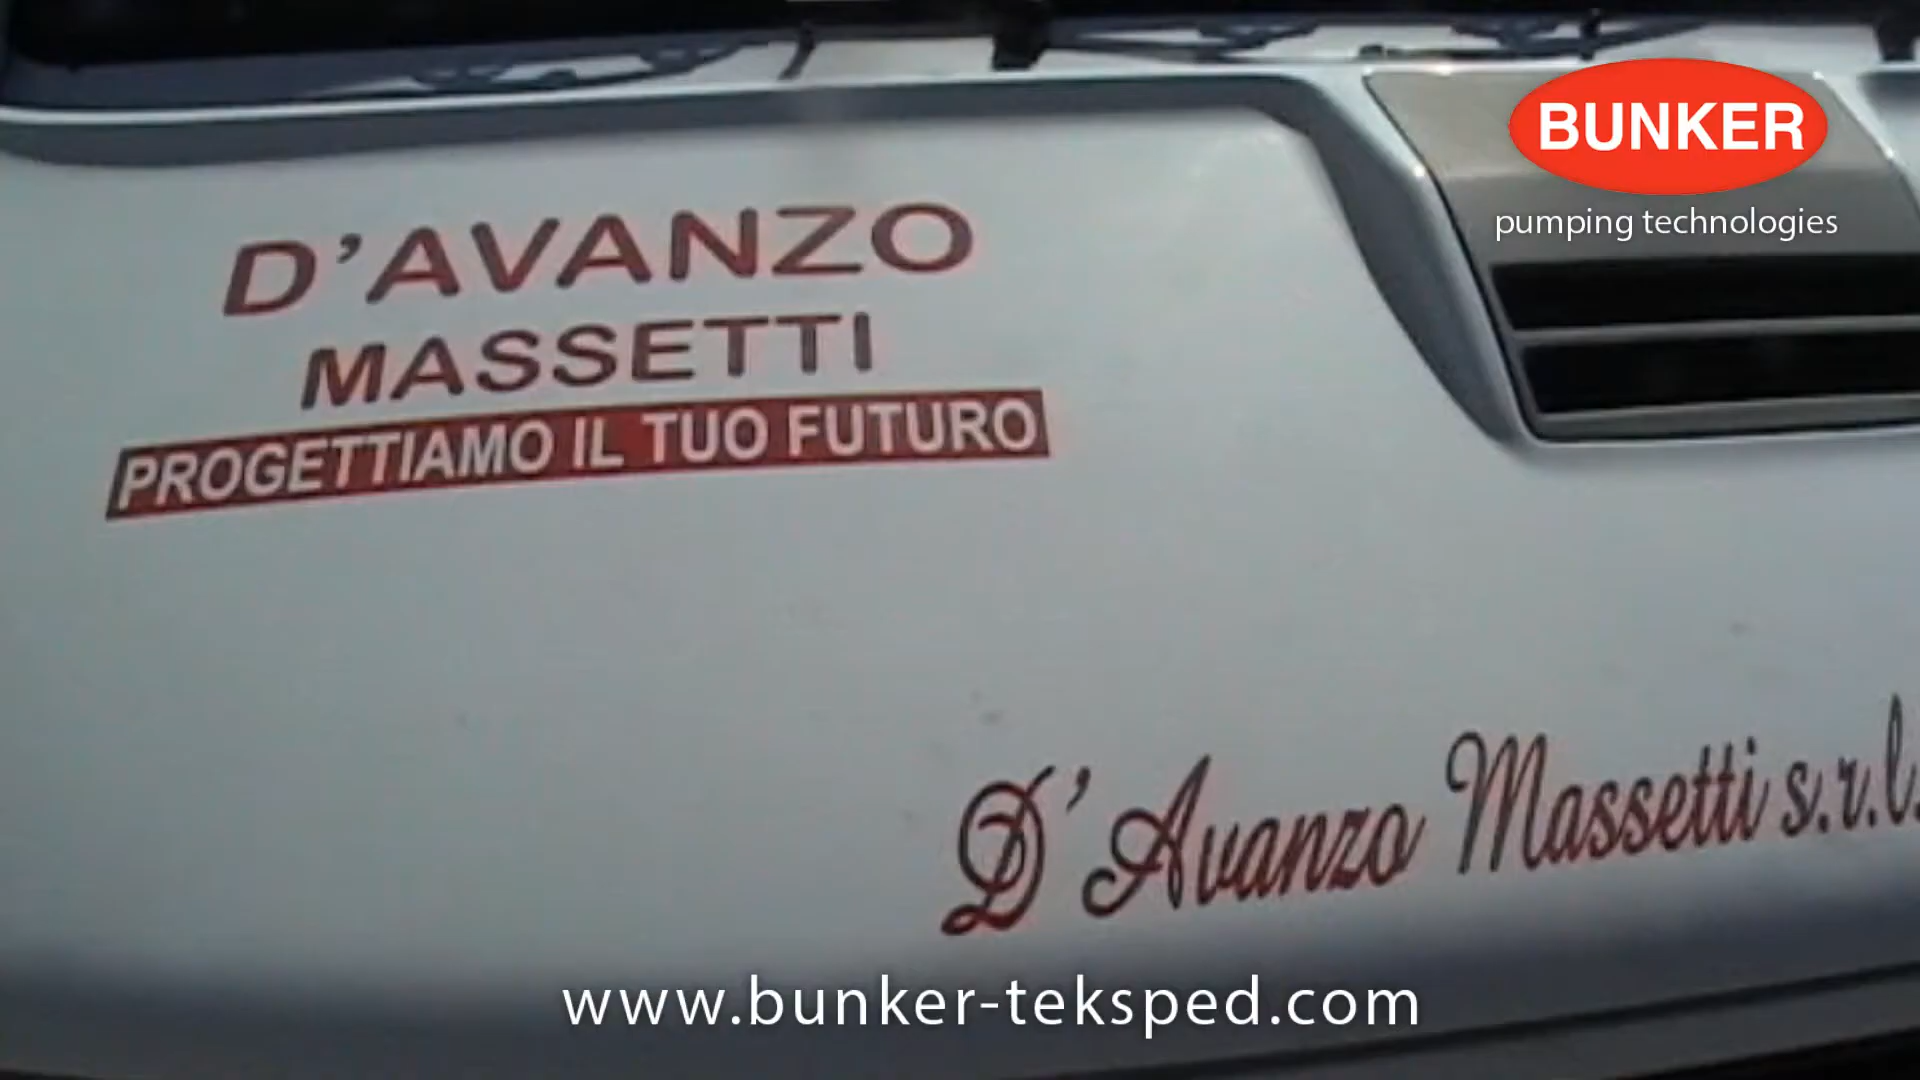 BUNKER
pumping technologies
D'AVANZO
MASSETTI
PROGETTIAMO IL TUO FUTURO
D'Avanzo Massetti s.r.l.
www.bunker-teksped.com